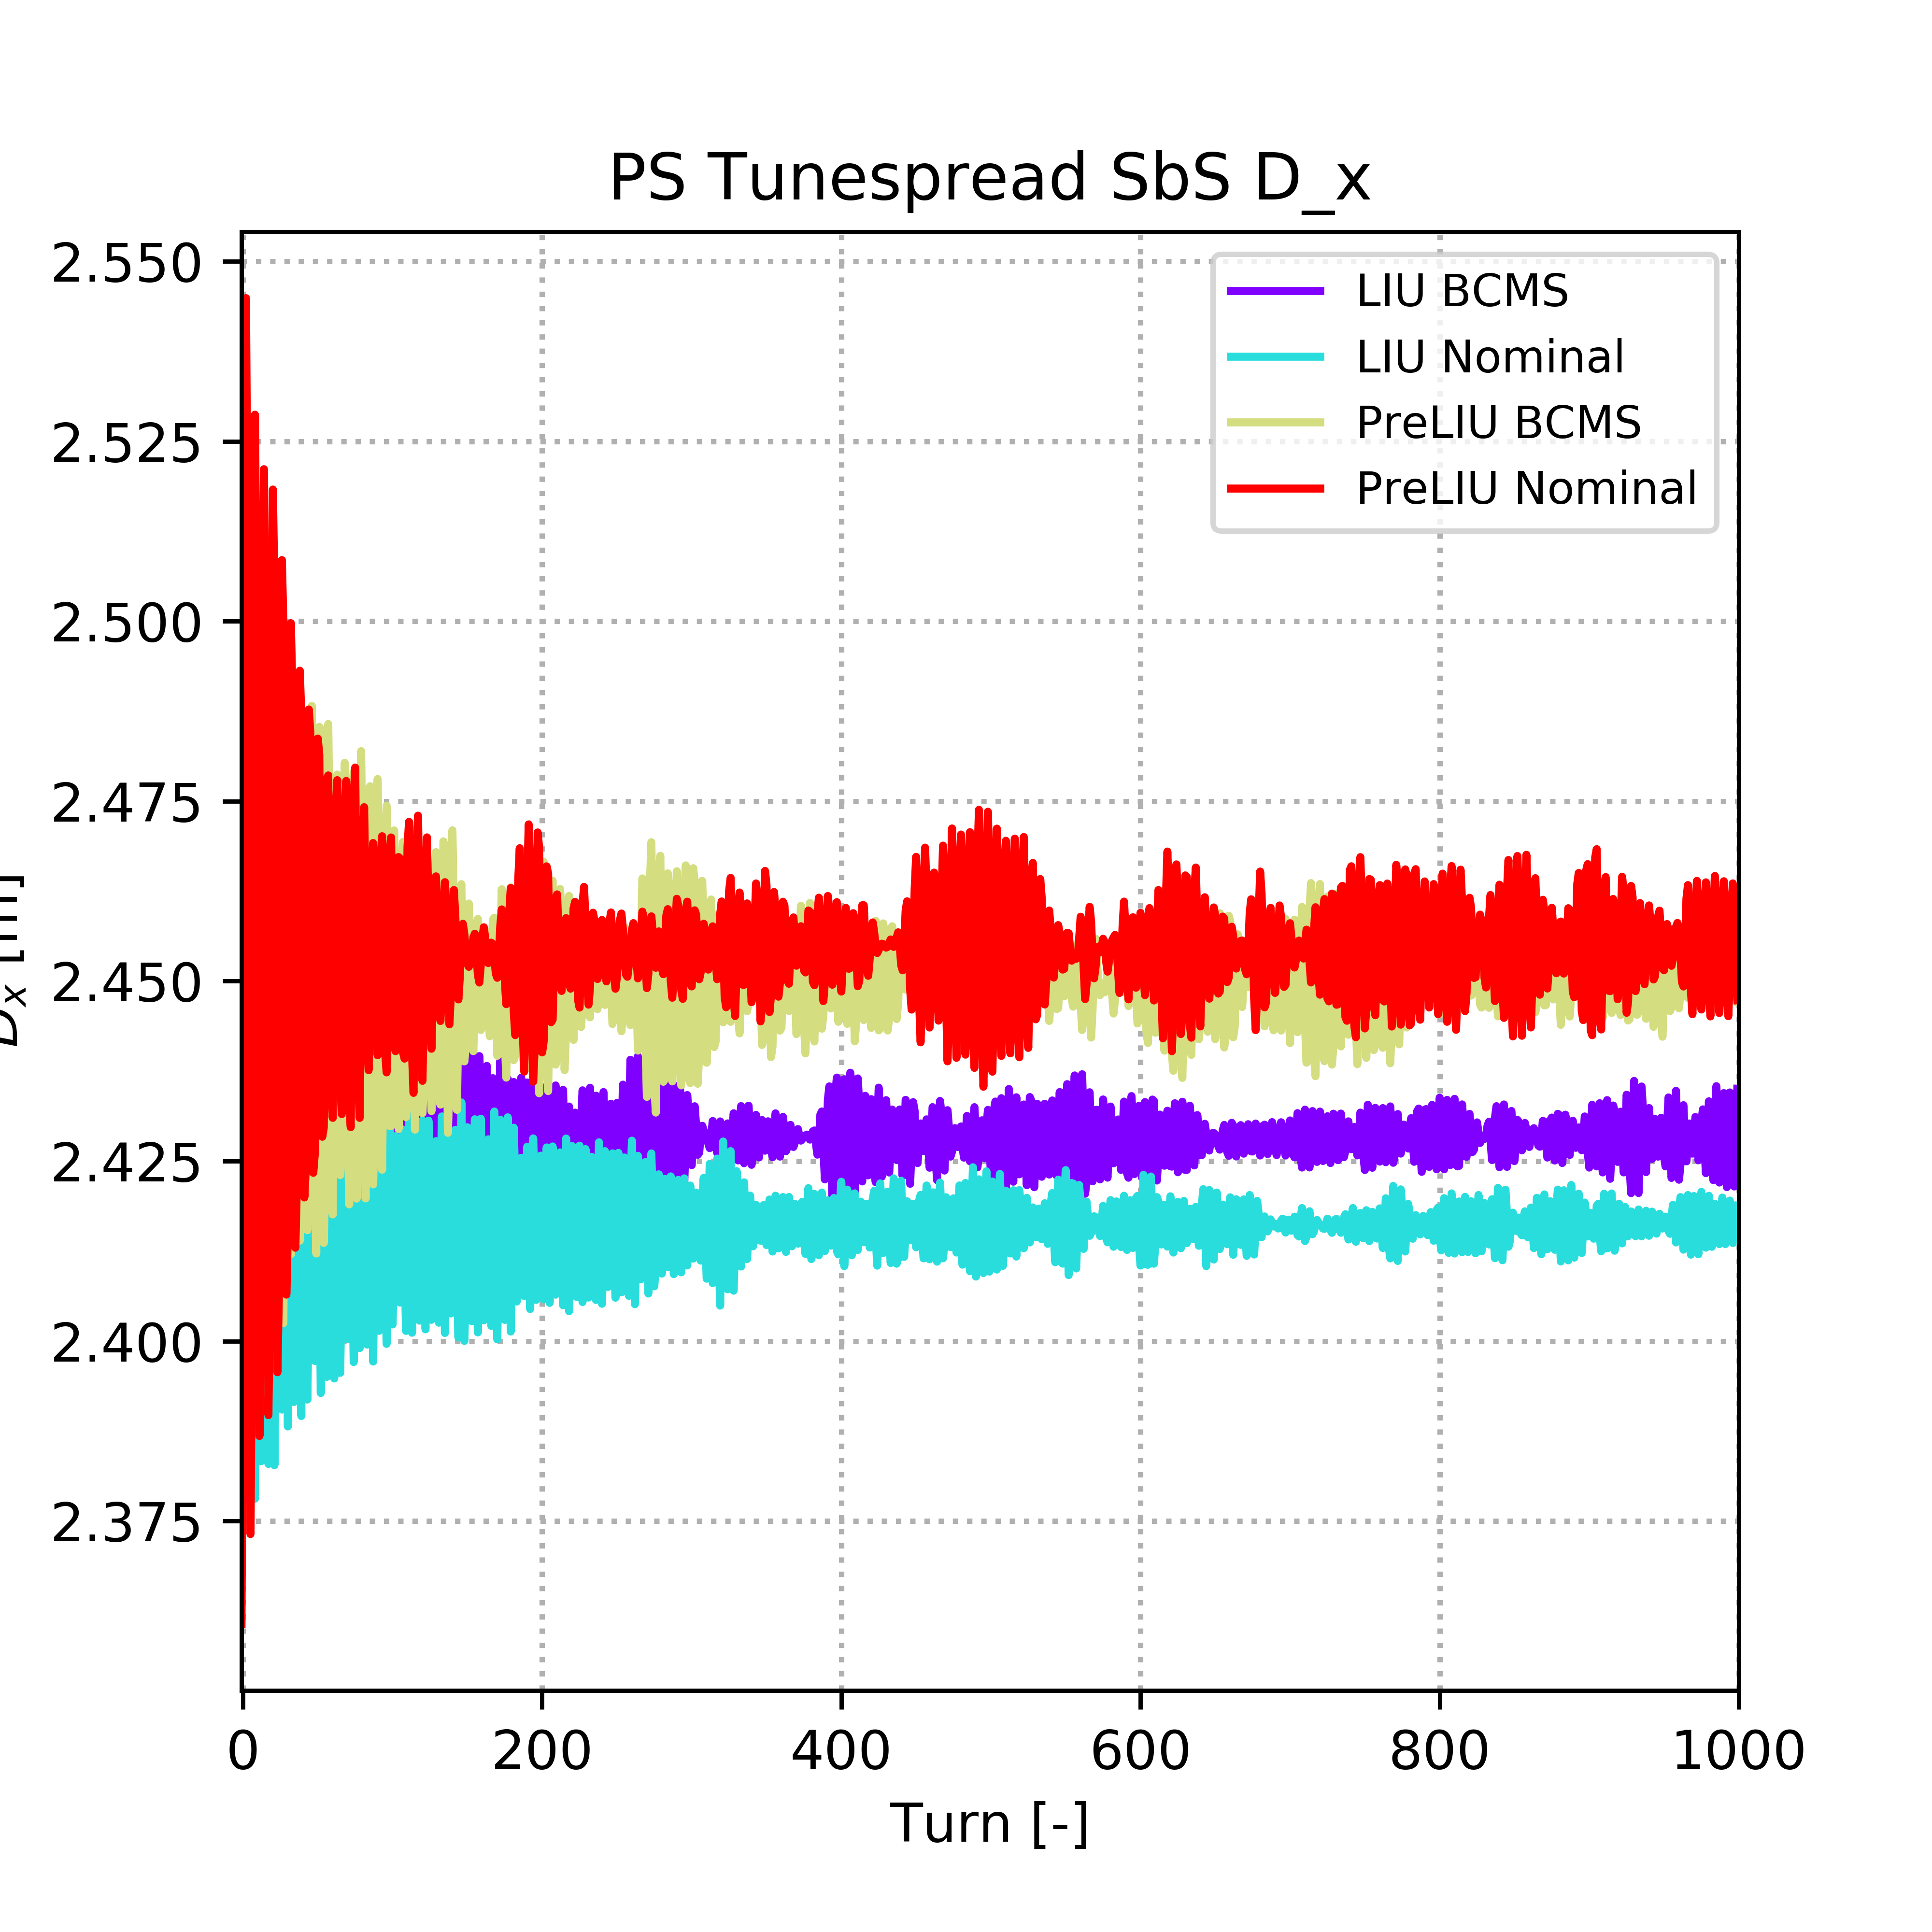 PS Tunespread SbS D_x
2.550
2.525
2.500
2.475
2.450
2.425
2.400
2.375
LIU BCMS
LIU Nominal
PreLIU BCMS
PreLIU Nominal
0 200 400 600 800 1000
Turn [-]
Dx [m]